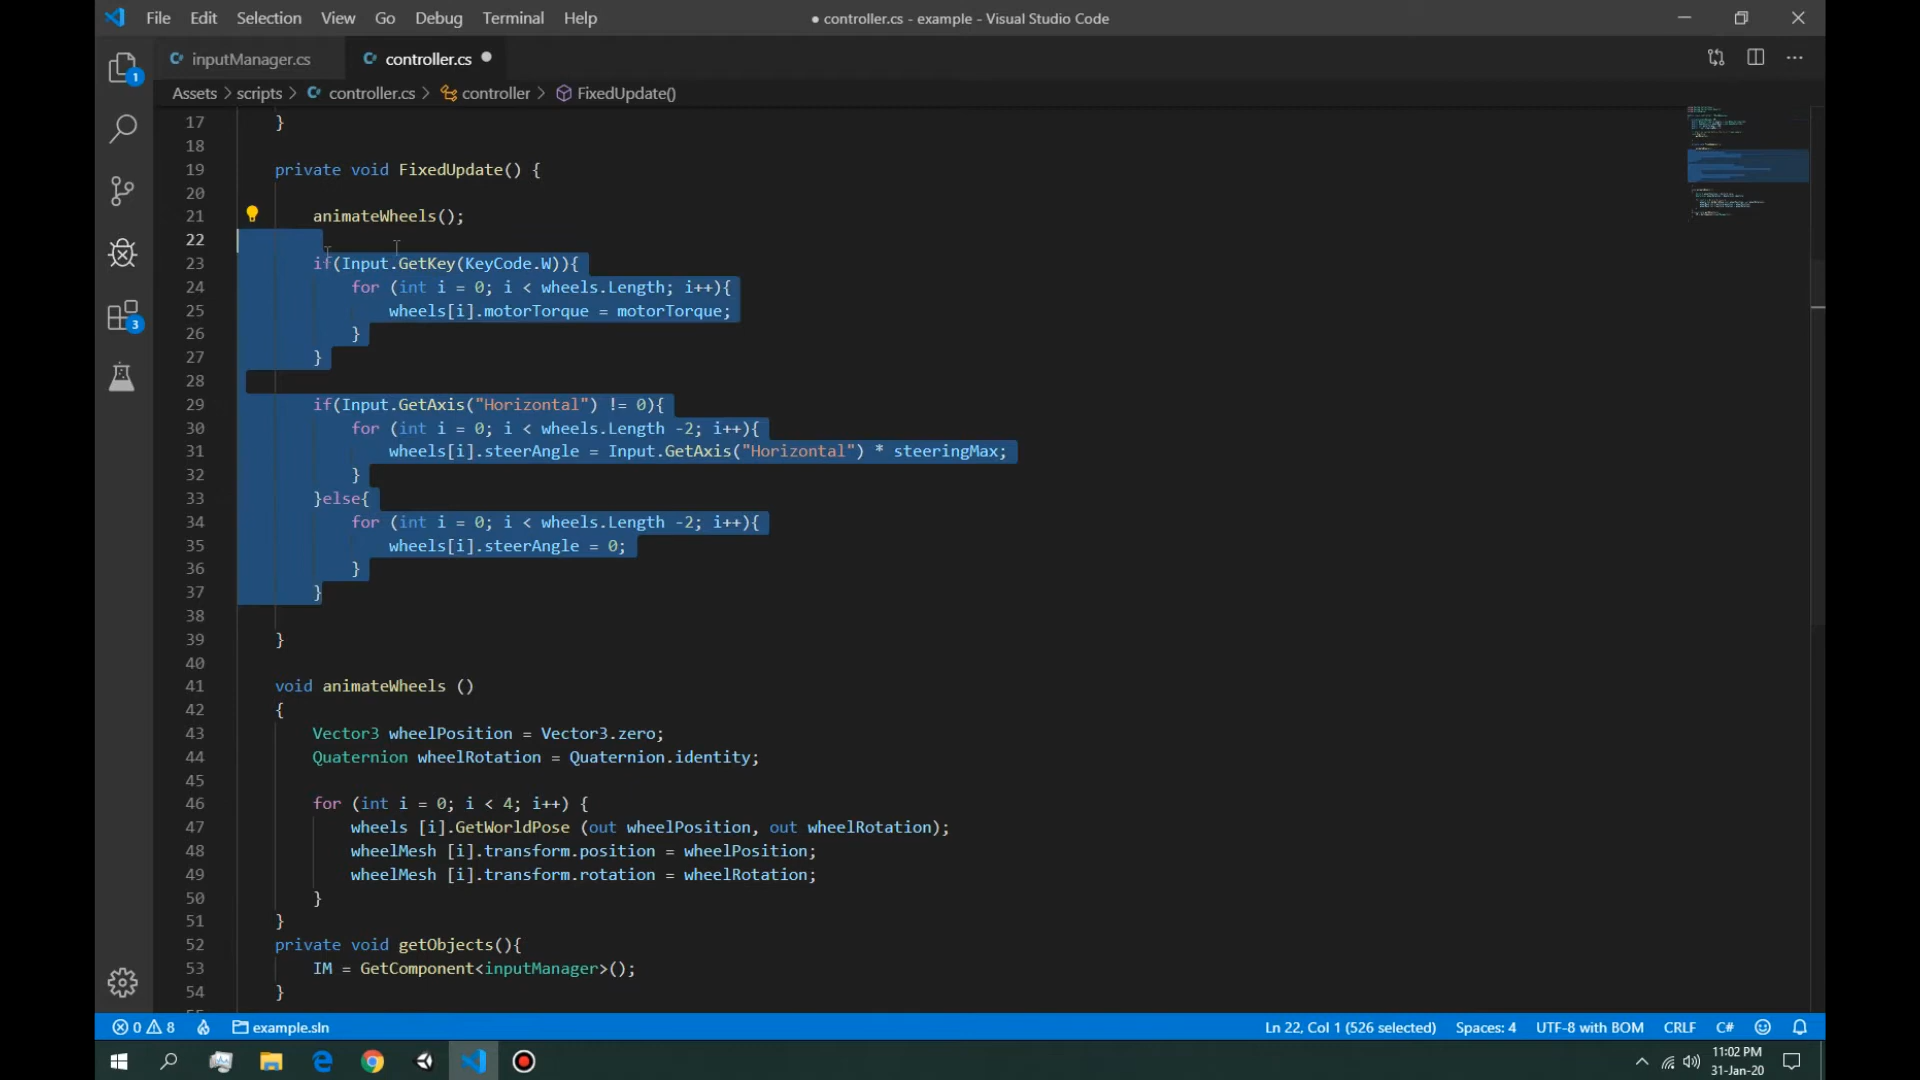 File Edit Selection View Go Debug Terminal Help
● controller.cs - example - Visual Studio Code
inputManager.cs controller.cs
Assets > scripts > controller.cs > controller > FixedUpdate()
17 }
18
19 private void FixedUpdate() {
20
21 animateWheels();
22
23 if(Input.GetKey(KeyCode.W)){
24 for (int i = 0; i < wheels.Length; i++){
25 wheels[i].motorTorque = motorTorque;
26 }
27 }
28
29 if(Input.GetAxis("Horizontal") != 0){
30 for (int i = 0; i < wheels.Length -2; i++){
31 wheels[i].steerAngle = Input.GetAxis("Horizontal") * steeringMax;
32 }
33 }else{
34 for (int i = 0; i < wheels.Length -2; i++){
35 wheels[i].steerAngle = 0;
36 }
37 }
38
39 }
40
41 void animateWheels ()
42 {
43 Vector3 wheelPosition = Vector3.zero;
44 Quaternion wheelRotation = Quaternion.identity;
45
46 for (int i = 0; i < 4; i++) {
47 wheels [i].GetWorldPose (out wheelPosition, out wheelRotation);
48 wheelMesh [i].transform.position = wheelPosition;
49 wheelMesh [i].transform.rotation = wheelRotation;
50 }
51 }
52 private void getObjects(){
53 IM = GetComponent<inputManager>();
54 }
1
3
0 8 example.sln Ln 22, Col 1 (526 selected) Spaces: 4 UTF-8 with BOM CRLF C#
11:02 PM
31-Jan-20